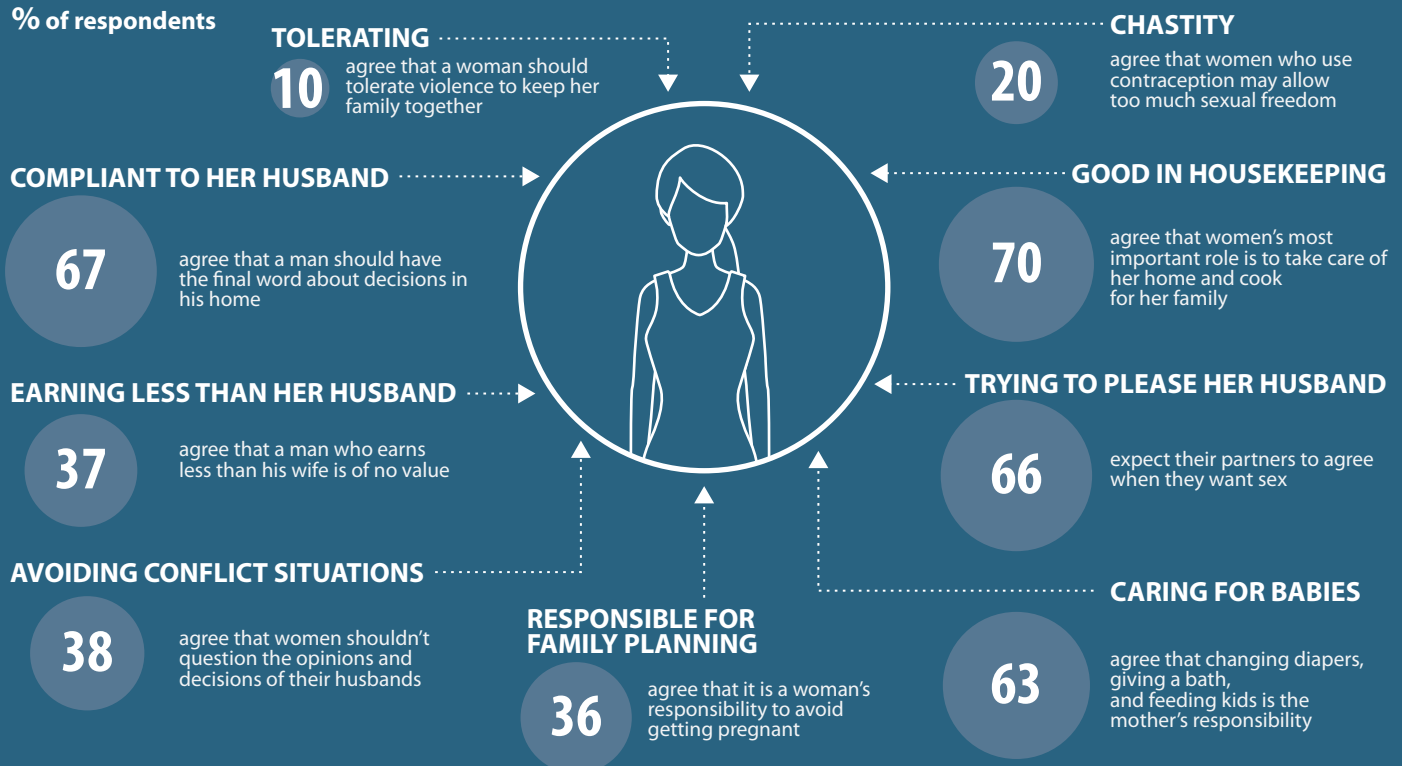 % of respondents
TOLERATING
10
agree that a woman should
tolerate violence to keep her
family together
CHASTITY
20
agree that women who use
contraception may allow
too much sexual freedom
COMPLIANT TO HER HUSBAND
67
agree that a man should have
the final word about decisions in
his home
GOOD IN HOUSEKEEPING
70
agree that women's most
important role is to take care of
her home and cook
for her family
EARNING LESS THAN HER HUSBAND
37
agree that a man who earns
less than his wife is of no value
TRYING TO PLEASE HER HUSBAND
66
expect their partners to agree
when they want sex
AVOIDING CONFLICT SITUATIONS
38
agree that women shouldn't
question the opinions and
decisions of their husbands
RESPONSIBLE FOR
FAMILY PLANNING
36
agree that it is a woman's
responsibility to avoid
getting pregnant
CARING FOR BABIES
63
agree that changing diapers,
giving a bath,
and feeding kids is the
mother's responsibility